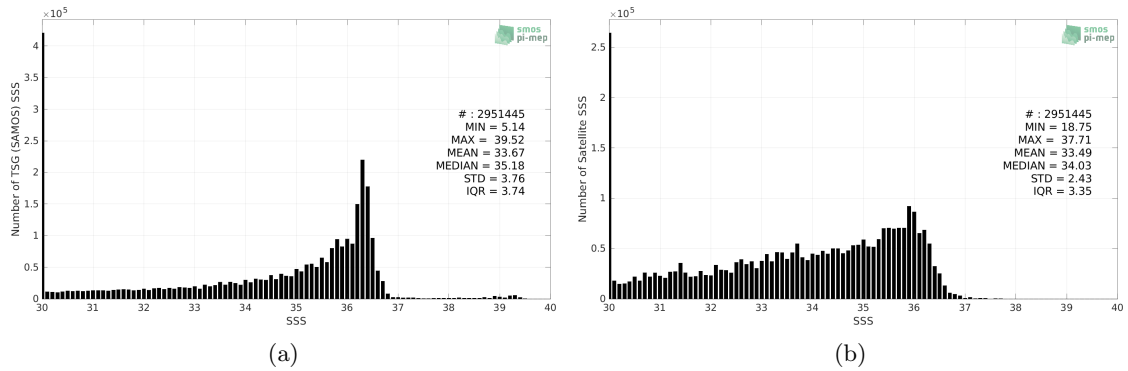 ×10^5
smos
pi-mep
4
3.5
3
2.5
2
1.5
1
0.5
0
Number of TSG (SAMOS) SSS
# : 2951445
MIN = 5.14
MAX = 39.52
MEAN = 33.67
MEDIAN = 35.18
STD = 3.76
IQR = 3.74
30 31 32 33 34 35 36 37 38 39 40
SSS
(a)
×10^5
smos
pi-mep
2.5
2
1.5
1
0.5
0
Number of Satellite SSS
# : 2951445
MIN = 18.75
MAX = 37.71
MEAN = 33.49
MEDIAN = 34.03
STD = 2.43
IQR = 3.35
30 31 32 33 34 35 36 37 38 39 40
SSS
(b)